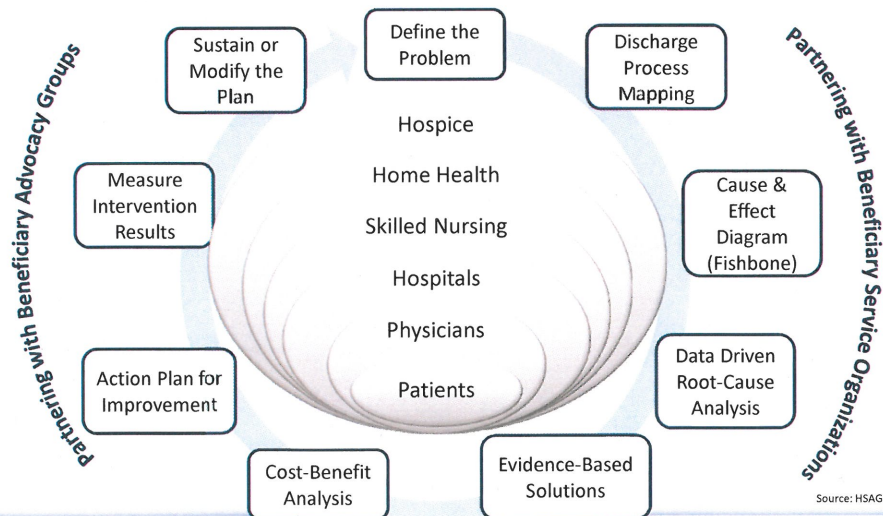 Define the
Problem
Discharge
Process
Mapping
Cause &
Effect
Diagram
(Fishbone)
Data Driven
Root-Cause
Analysis
Evidence-Based
Solutions
Cost-Benefit
Analysis
Action Plan for
Improvement
Measure
Intervention
Results
Sustain or
Modify the
Plan
Hospice
Home Health
Skilled Nursing
Hospitals
Physicians
Patients
Partnering with Beneficiary Advocacy Groups
Partnering with Beneficiary Service Organizations
Source: HSAG